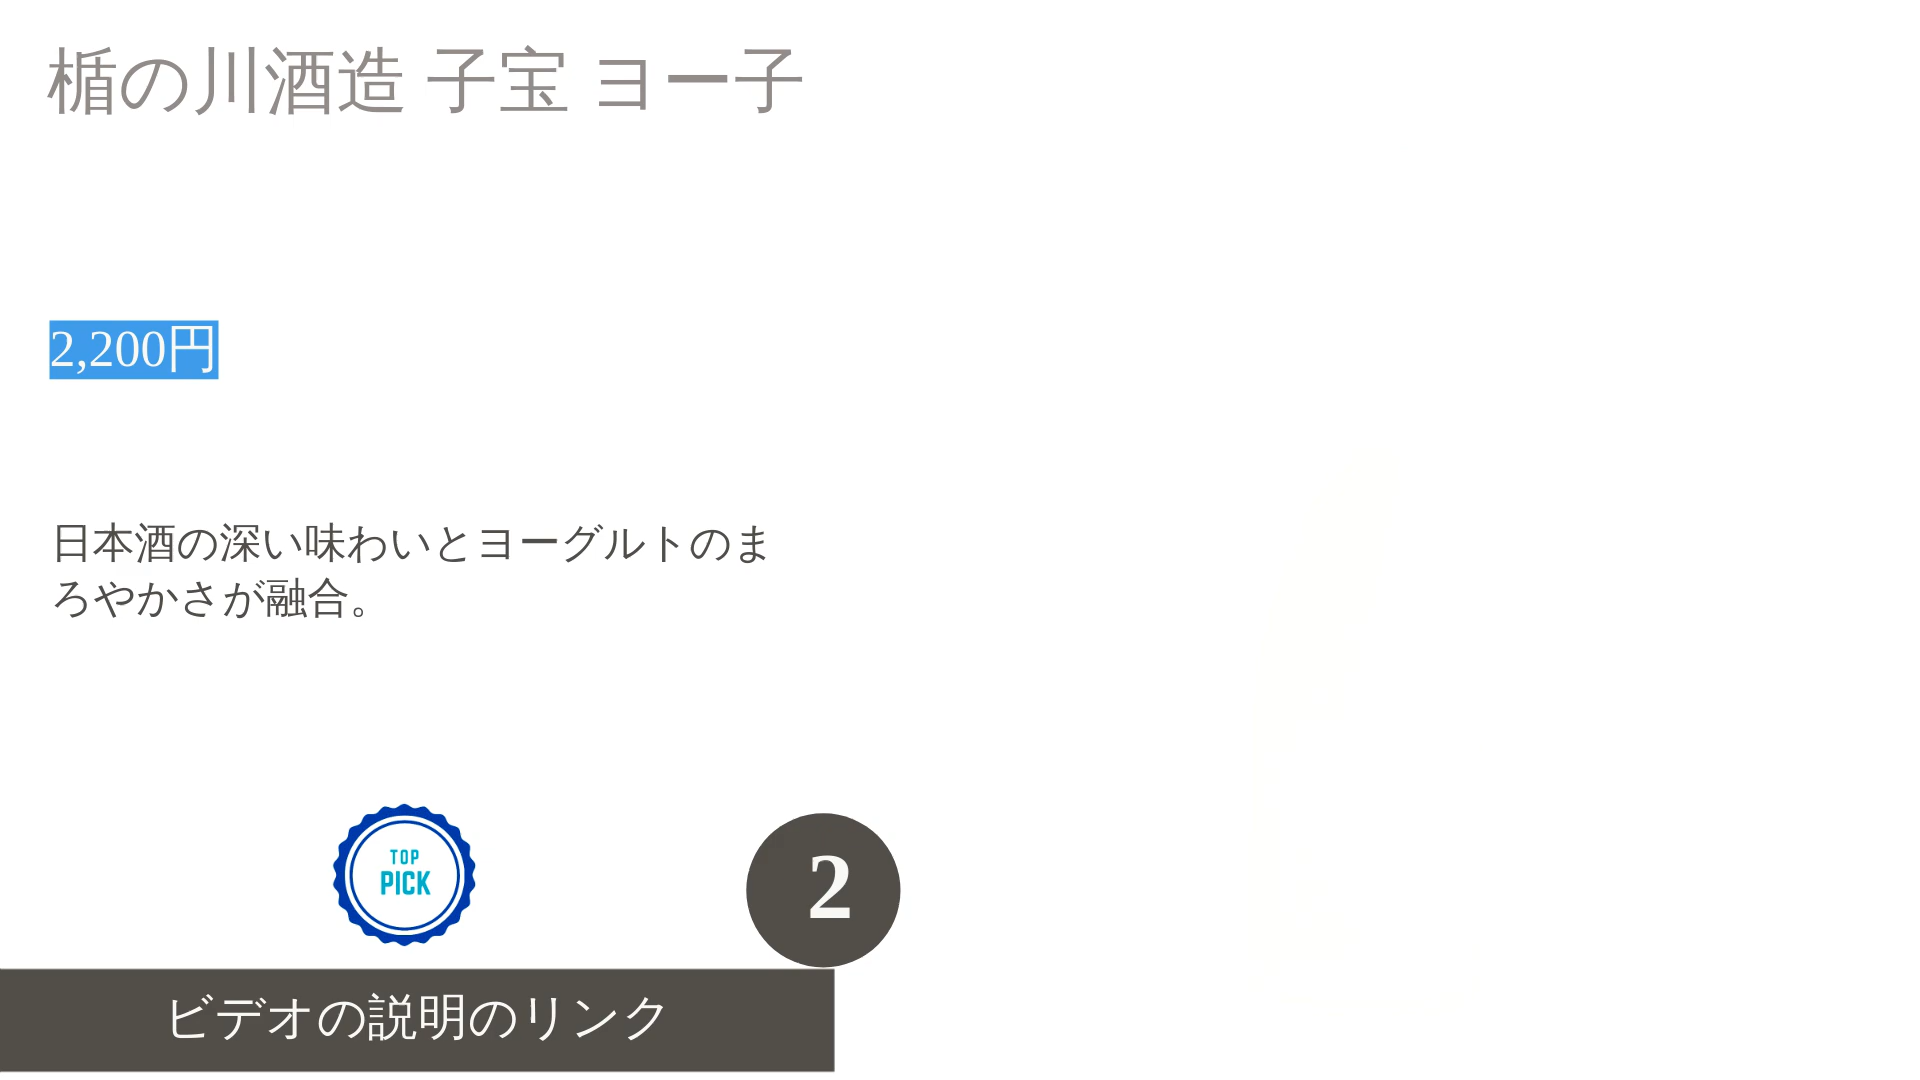 楯の川酒造 子宝 ヨー子
2,200円
日本酒の深い味わいとヨーグルトのま
ろやかさが融合。
TOP
PICK
2
ビデオの説明のリンク